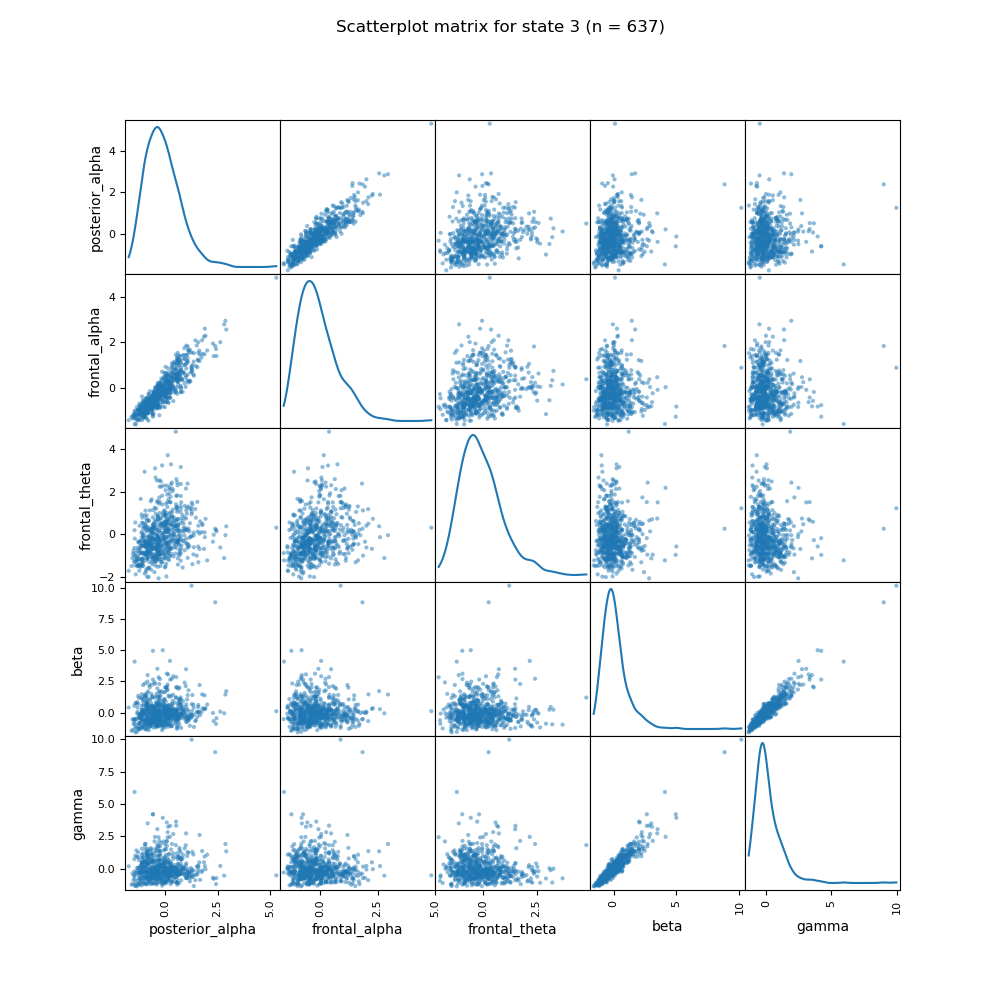 Scatterplot matrix for state 3 (n = 637)
posterior_alpha
4
2
0
frontal_alpha
4
2
0
frontal_theta
4
2
0
−2
beta
10.0
7.5
5.0
2.5
0.0
gamma
10.0
7.5
5.0
2.5
0.0
0.0 2.5 5.0 0.0 2.5 5.0 0.0 2.5 0 5 10 0 5 10
posterior_alpha frontal_alpha frontal_theta beta gamma